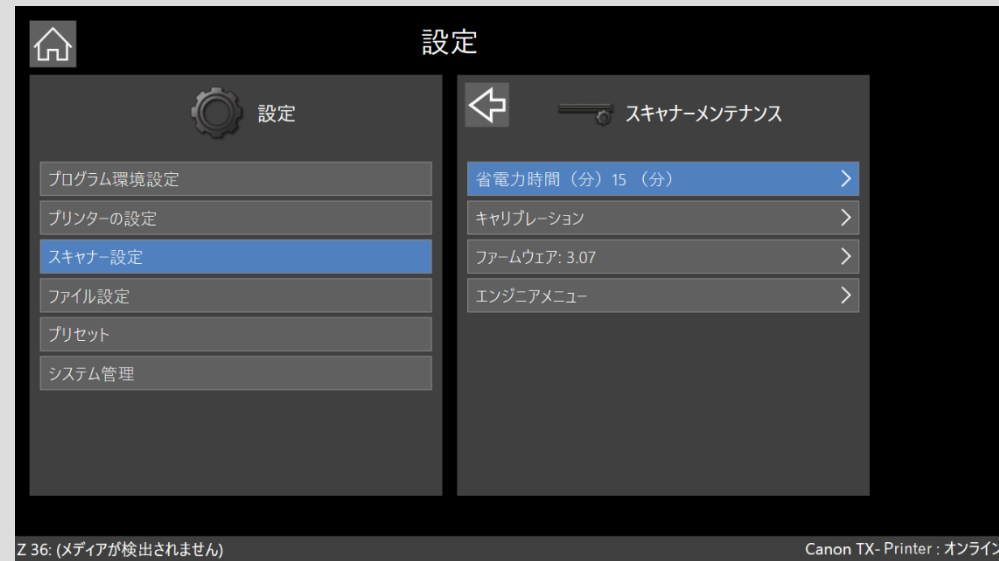 設定
設定
プログラム環境設定
プリンターの設定
スキャナー設定
ファイル設定
プリセット
システム管理
スキャナーメンテナンス
省電力時間（分）15 （分）
キャリブレーション
ファームウェア: 3.07
エンジニアメニュー
Z 36: (メディアが検出されません)
Canon TX- Printer : オンライン